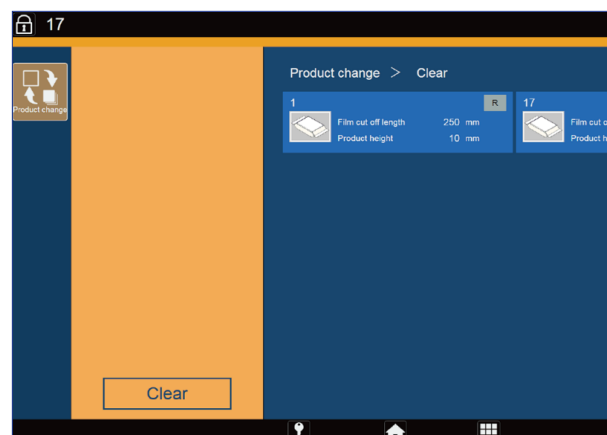 17
Product change
Product change > Clear
1 R
Film cut off length 250 mm
Product height 10 mm
17
Film cut o
Product h
Clear